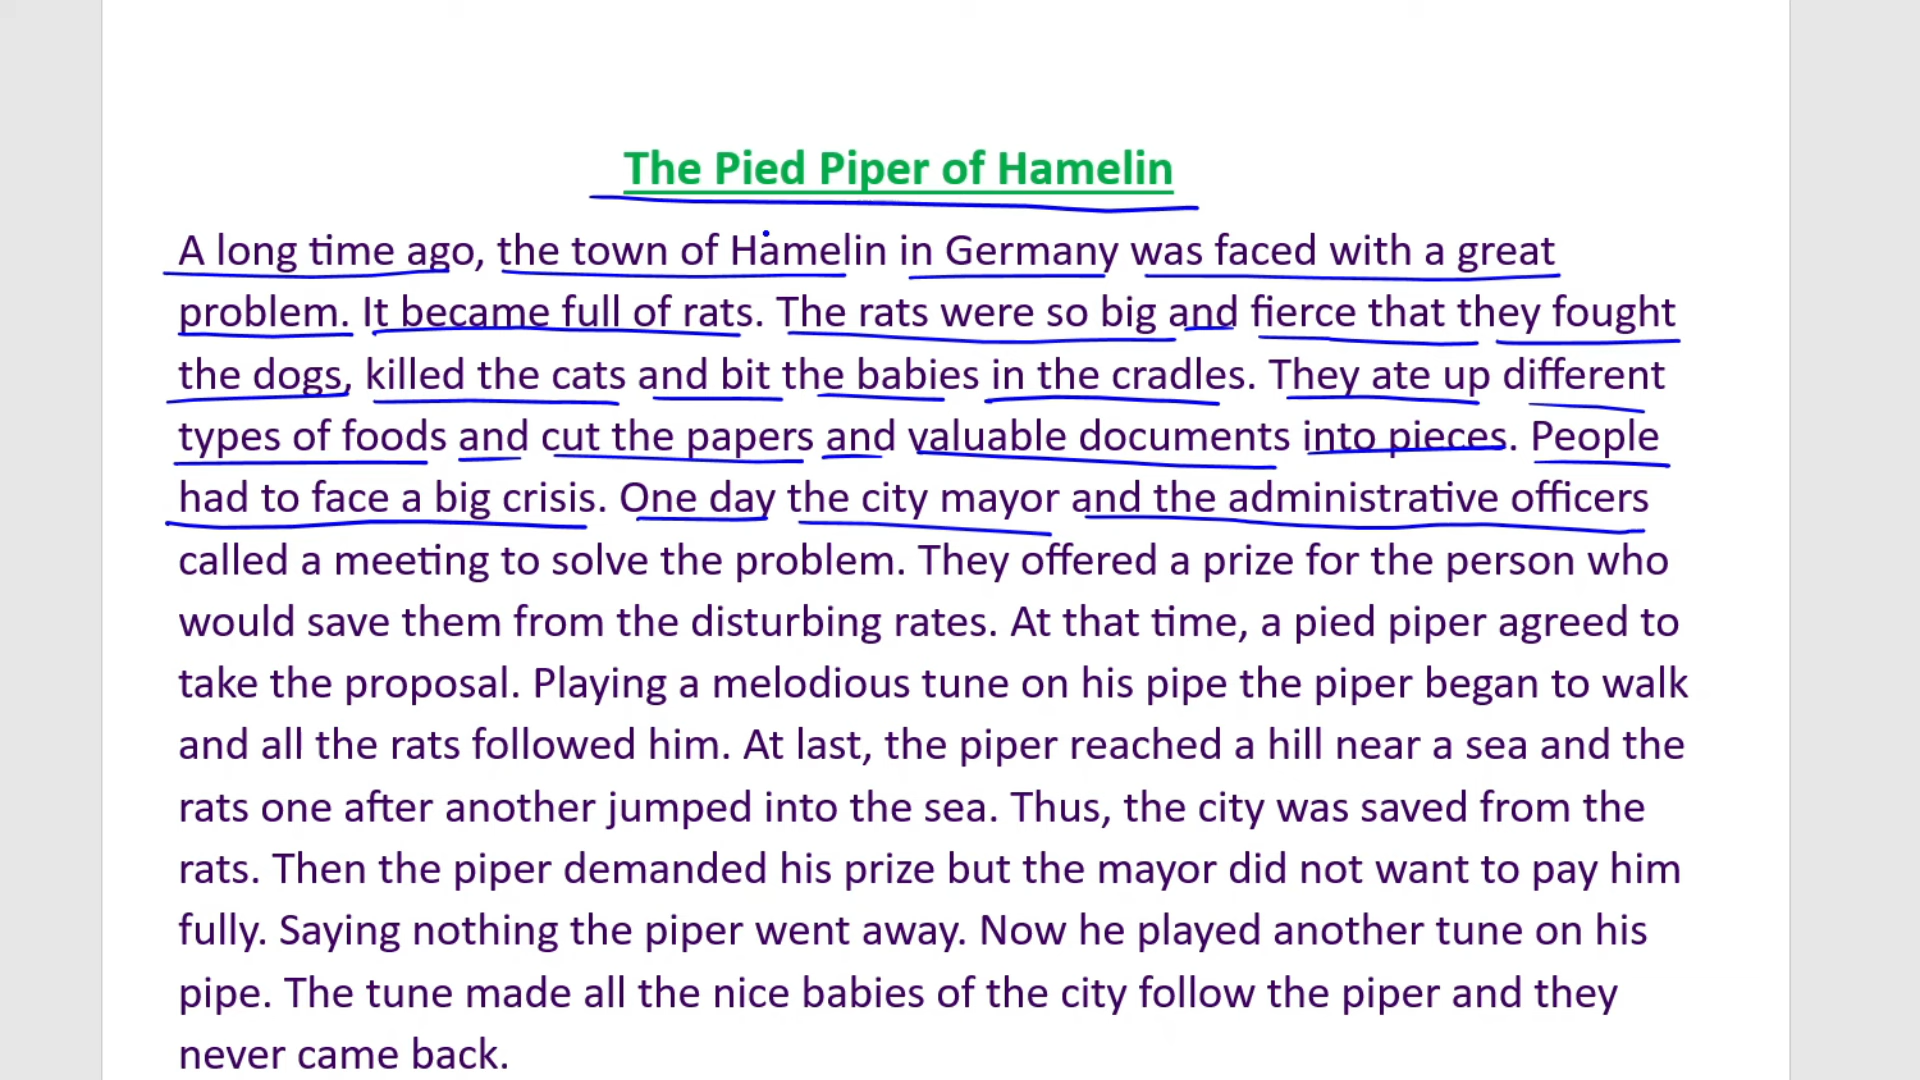 The Pied Piper of Hamelin
A long time ago, the town of Hamelin in Germany was faced with a great
problem. It became full of rats. The rats were so big and fierce that they fought
the dogs, killed the cats and bit the babies in the cradles. They ate up different
types of foods and cut the papers and valuable documents into pieces. People
had to face a big crisis. One day the city mayor and the administrative officers
called a meeting to solve the problem. They offered a prize for the person who
would save them from the disturbing rates. At that time, a pied piper agreed to
take the proposal. Playing a melodious tune on his pipe the piper began to walk
and all the rats followed him. At last, the piper reached a hill near a sea and the
rats one after another jumped into the sea. Thus, the city was saved from the
rats. Then the piper demanded his prize but the mayor did not want to pay him
fully. Saying nothing the piper went away. Now he played another tune on his
pipe. The tune made all the nice babies of the city follow the piper and they
never came back.